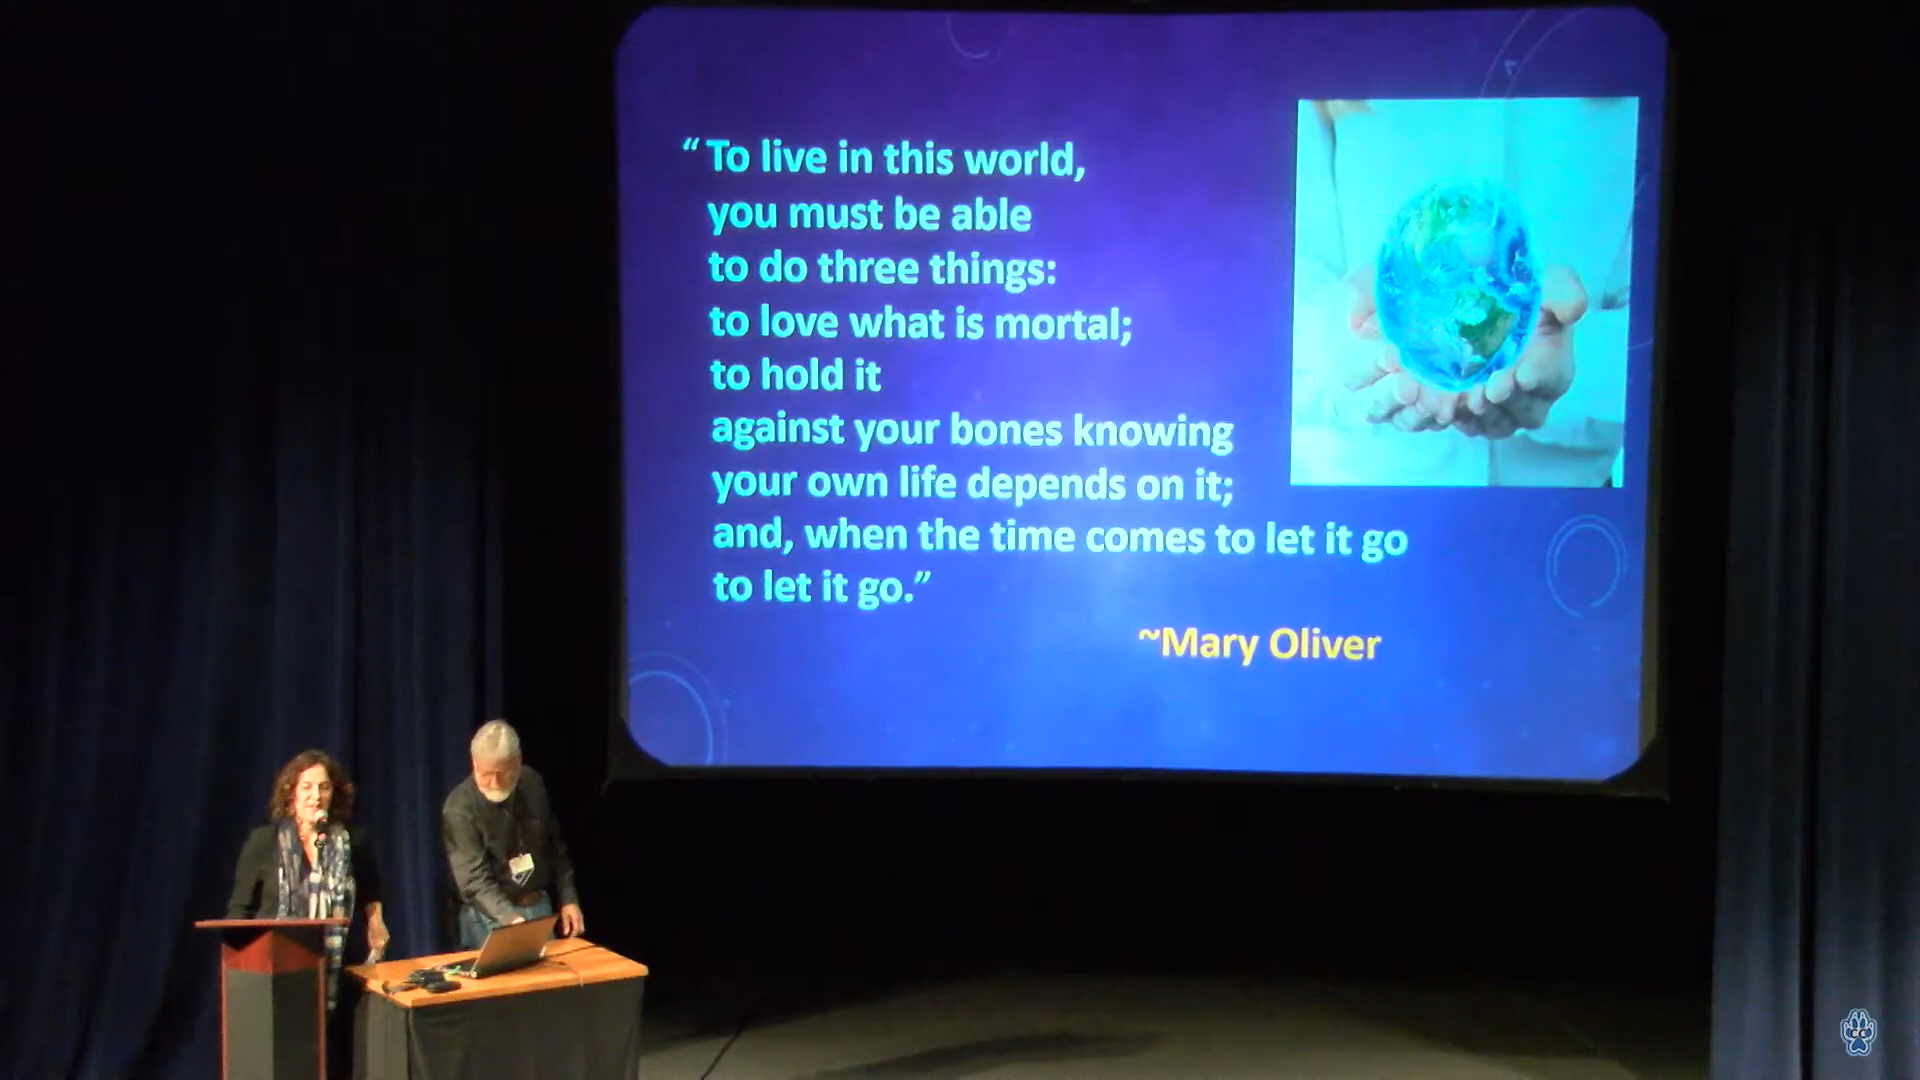 “ To live in this world,
you must be able
to do three things:
to love what is mortal;
to hold it
against your bones knowing
your own life depends on it;
and, when the time comes to let it go
to let it go.”
~Mary Oliver